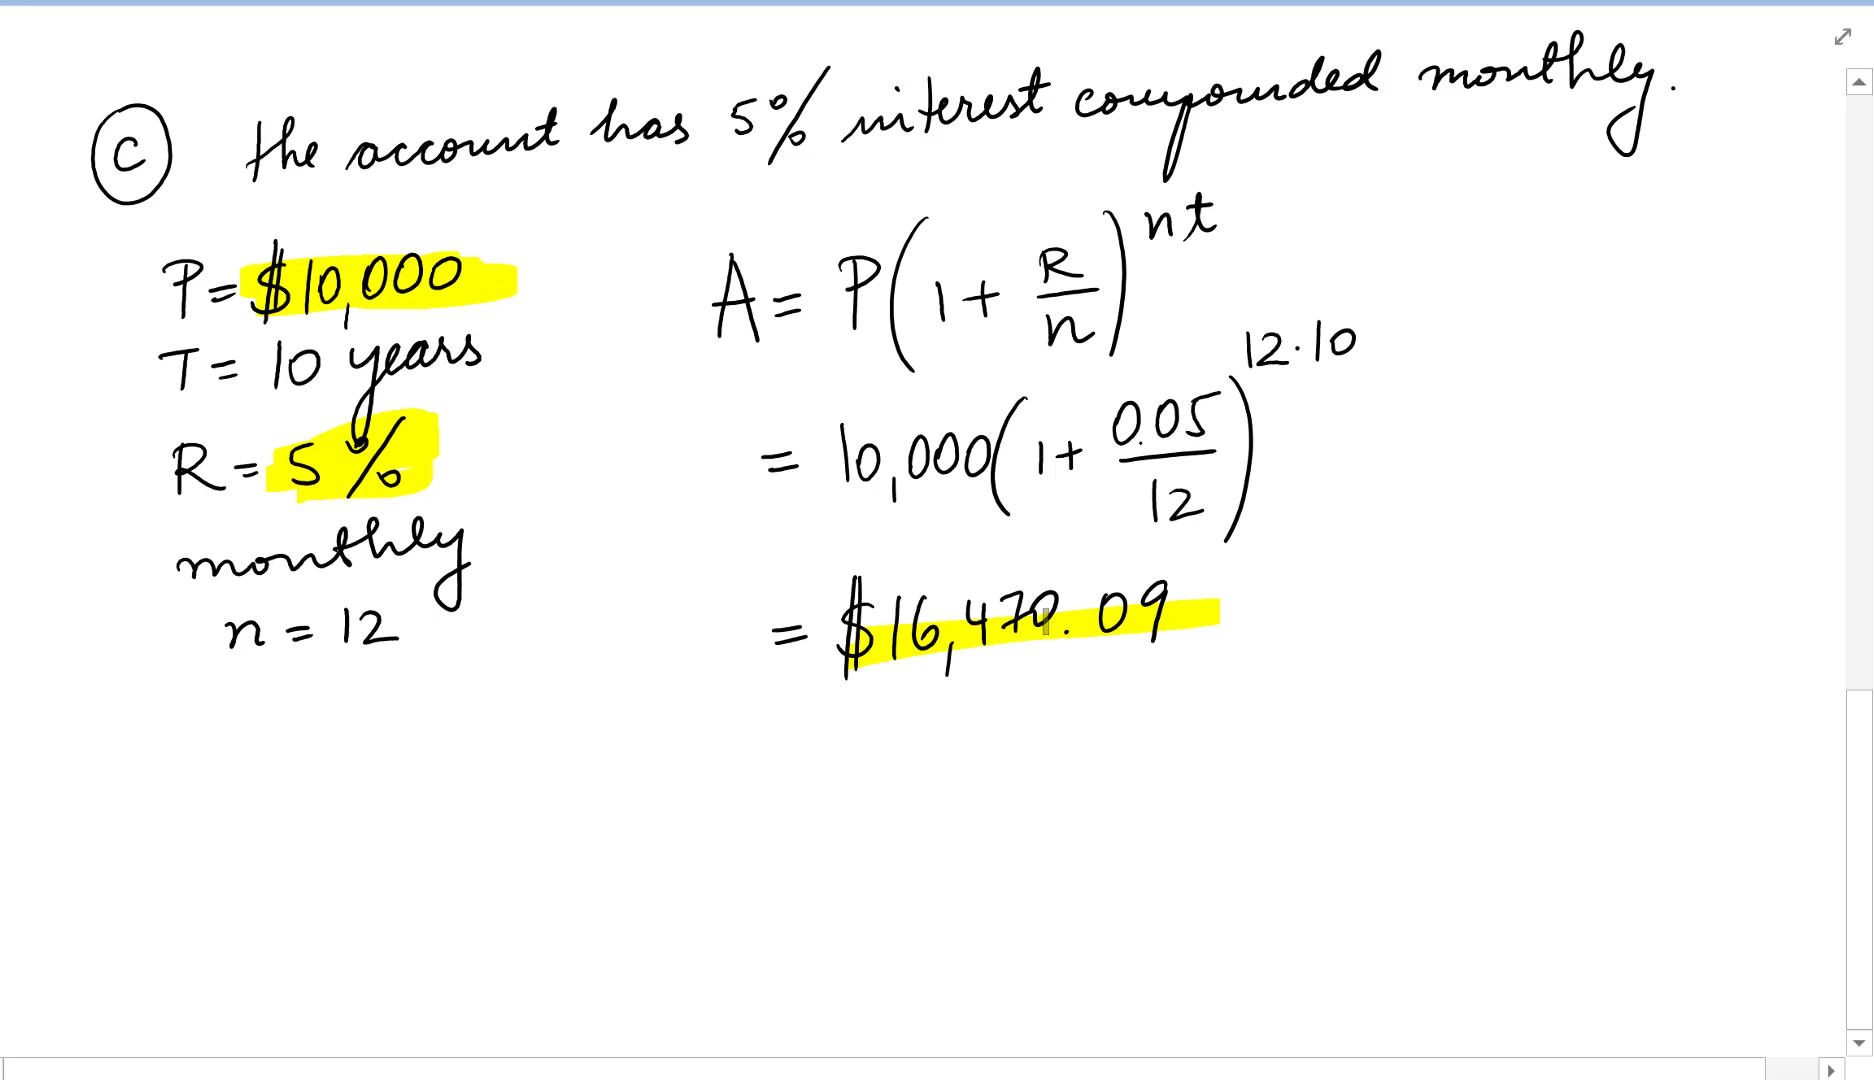 C the account has 5% interest compounded monthly.
P = $10,000
T = 10 years
R = 5%
monthly
n = 12
A = P(1 + R/n)^nt
= 10,000(1 + 0.05/12)^12·10
= $16,470.09